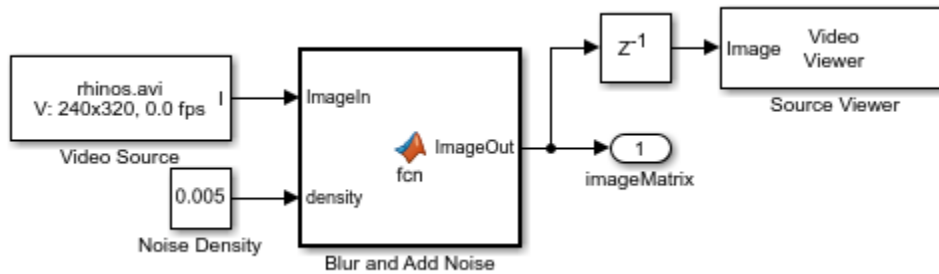 rhinos.avi
V: 240x320, 0.0 fps
I
Video Source
0.005
Noise Density
ImageIn
density
fcn
ImageOut
Blur and Add Noise
Z-1
Image
Video
Viewer
Source Viewer
1
imageMatrix